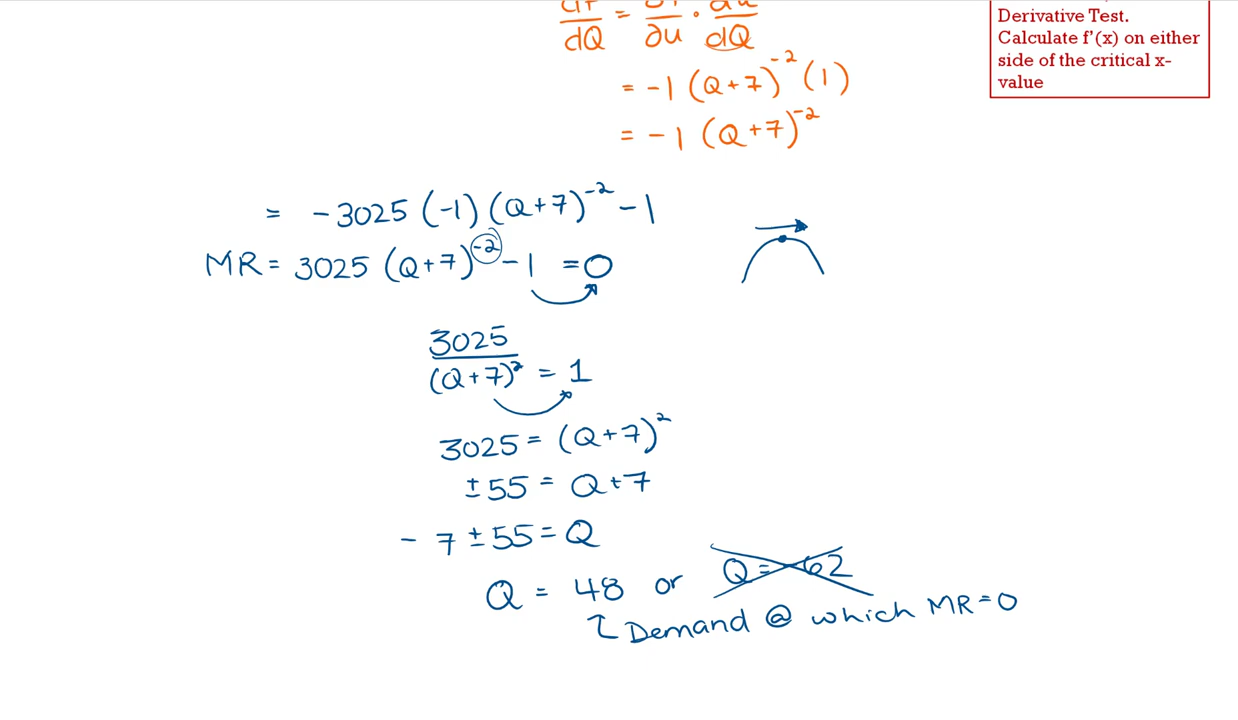 dF/dQ = ∂F/∂u · du/dQ
Derivative Test.
Calculate f'(x) on either
side of the critical x-
value
= -1 (Q+7)^-2 (1)
= -1 (Q+7)^-2
= -3025 (-1) (Q+7)^-2 -1
MR = 3025 (Q+7)^-2 -1 = 0
3025/(Q+7)^2 = 1
3025 = (Q+7)^2
±55 = Q+7
- 7 ±55 = Q
Q = 48 or Q = -62
Demand @ which MR=0